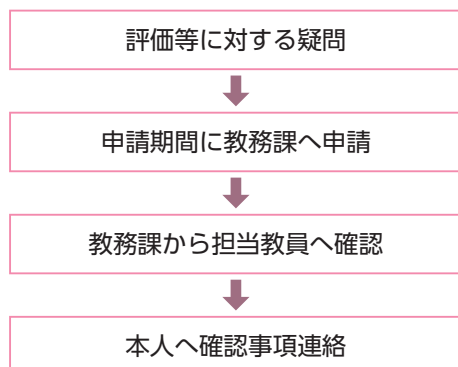 評価等に対する疑問
申請期間に教務課へ申請
教務課から担当教員へ確認
本人へ確認事項連絡